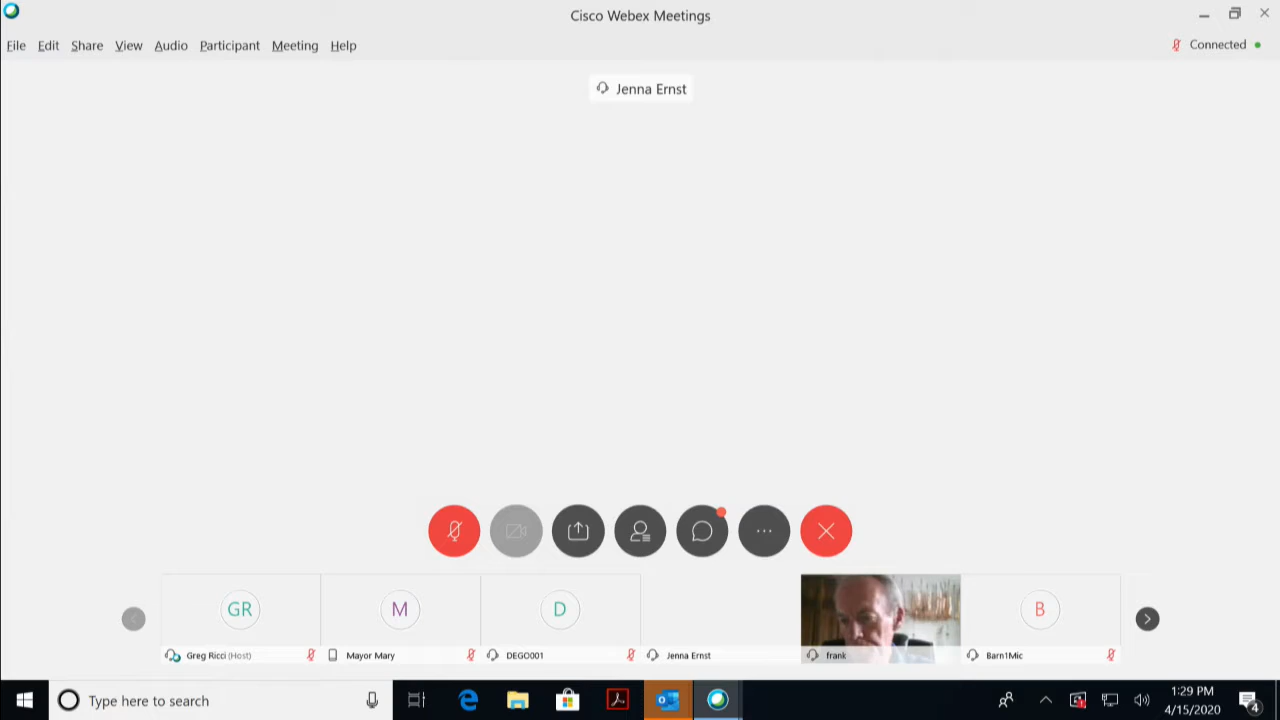 Cisco Webex Meetings
File Edit Share View Audio Participant Meeting Help
Connected
Jenna Ernst
GR
M
D
B
Greg Ricci (Host)
Mayor Mary
DEGO001
Jenna Ernst
frank
Barn1Mic
Type here to search
1:29 PM
4/15/2020
4